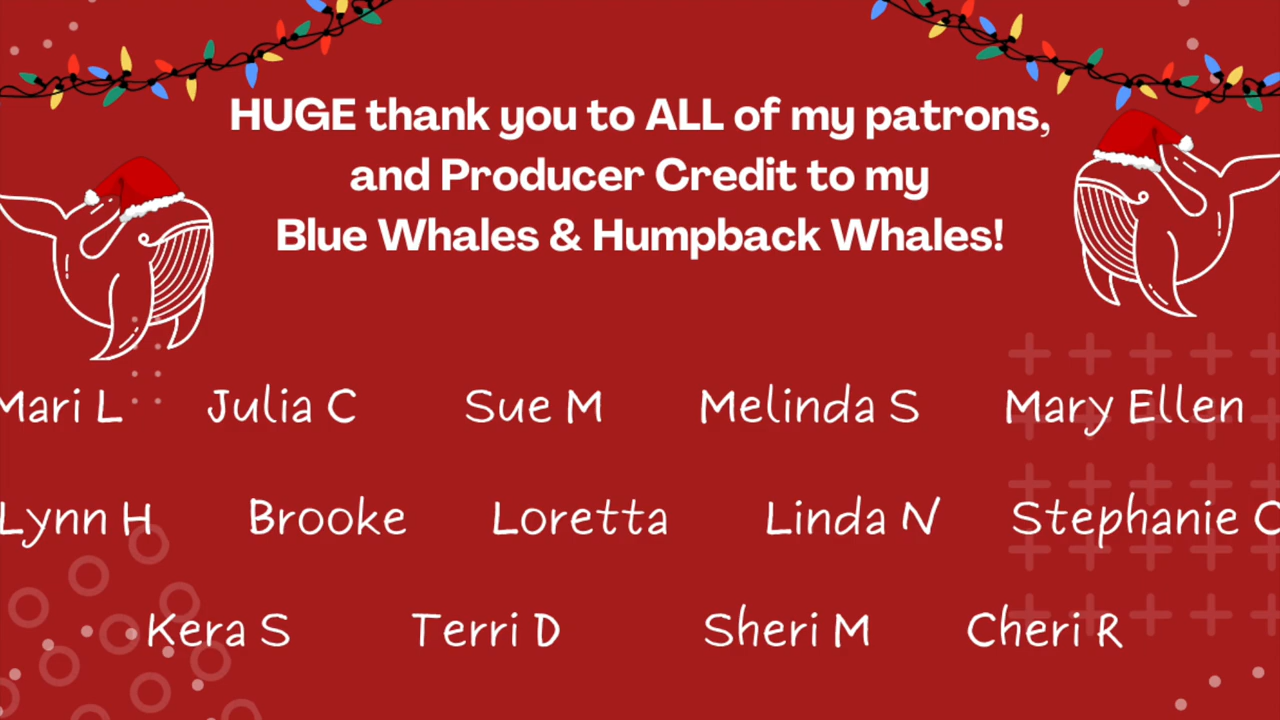 HUGE thank you to ALL of my patrons,
and Producer Credit to my
Blue Whales & Humpback Whales!
Mari L Julia C Sue M Melinda S Mary Ellen
Lynn H Brooke Loretta Linda N Stephanie
Kera S Terri D Sheri M Cheri R